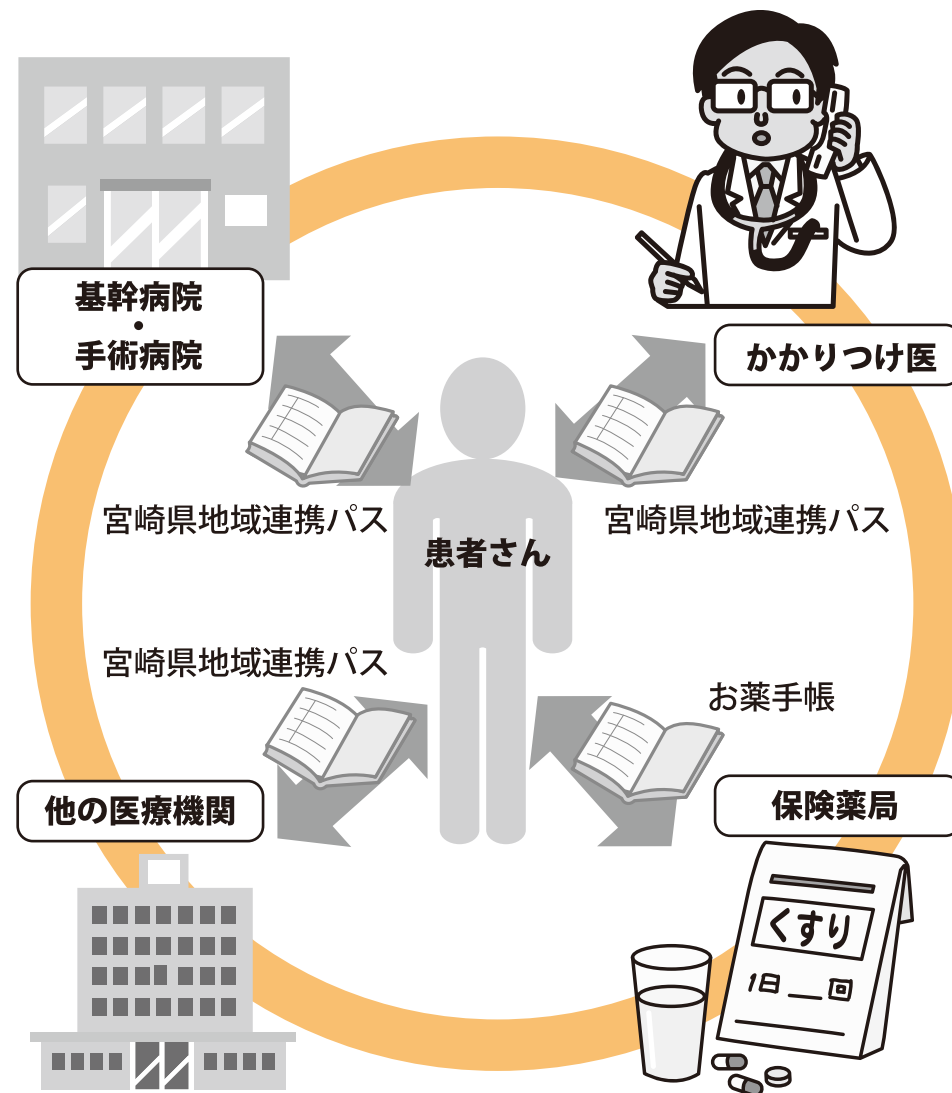 基幹病院
・
手術病院
かかりつけ医
宮崎県地域連携パス
宮崎県地域連携パス
患者さん
宮崎県地域連携パス
お薬手帳
他の医療機関
保険薬局
くすり
1日__回